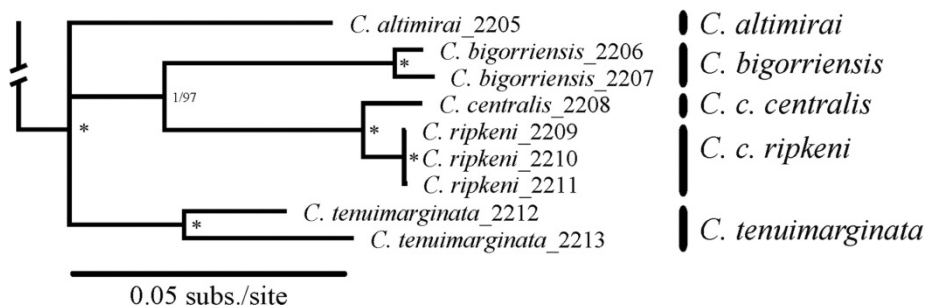 C. altimirai_2205
C. altimirai
C. bigorriensis_2206
*
C. bigorriensis
C. bigorriensis_2207
1/97
C. centralis_2208
C. c. centralis
*
*
C. ripkeni_2209
C. c. ripkeni
*
C. ripkeni_2210
C. ripkeni_2211
C. tenuimarginata_2212
*
C. tenuimarginata
C. tenuimarginata_2213
0.05 subs./site